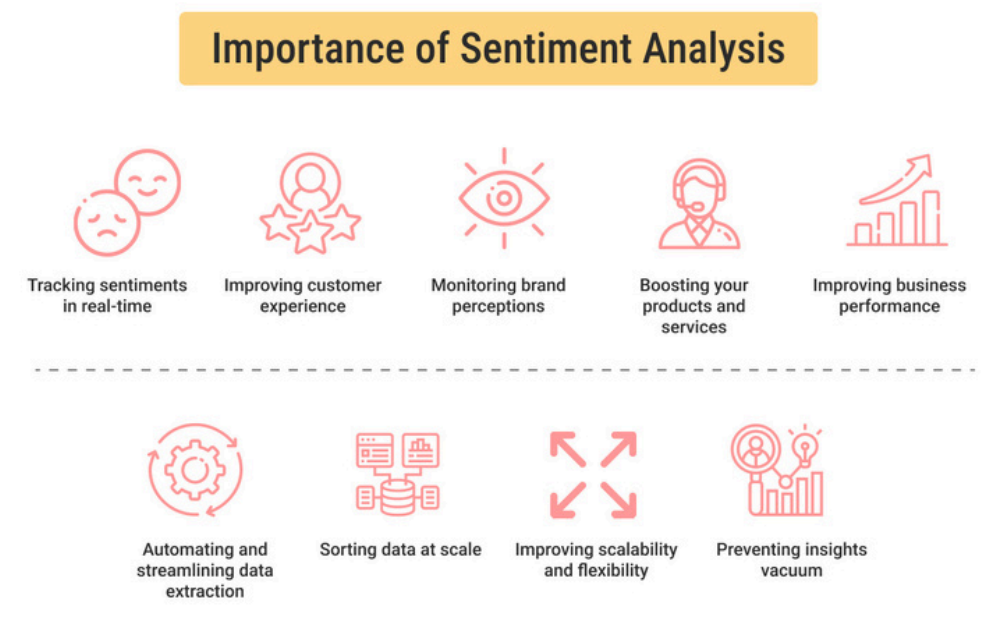 Importance of Sentiment Analysis
Tracking sentiments
in real-time
Improving customer
experience
Monitoring brand
perceptions
Boosting your
products and
services
Improving business
performance
Automating and
streamlining data
extraction
Sorting data at scale
Improving scalability
and flexibility
Preventing insights
vacuum